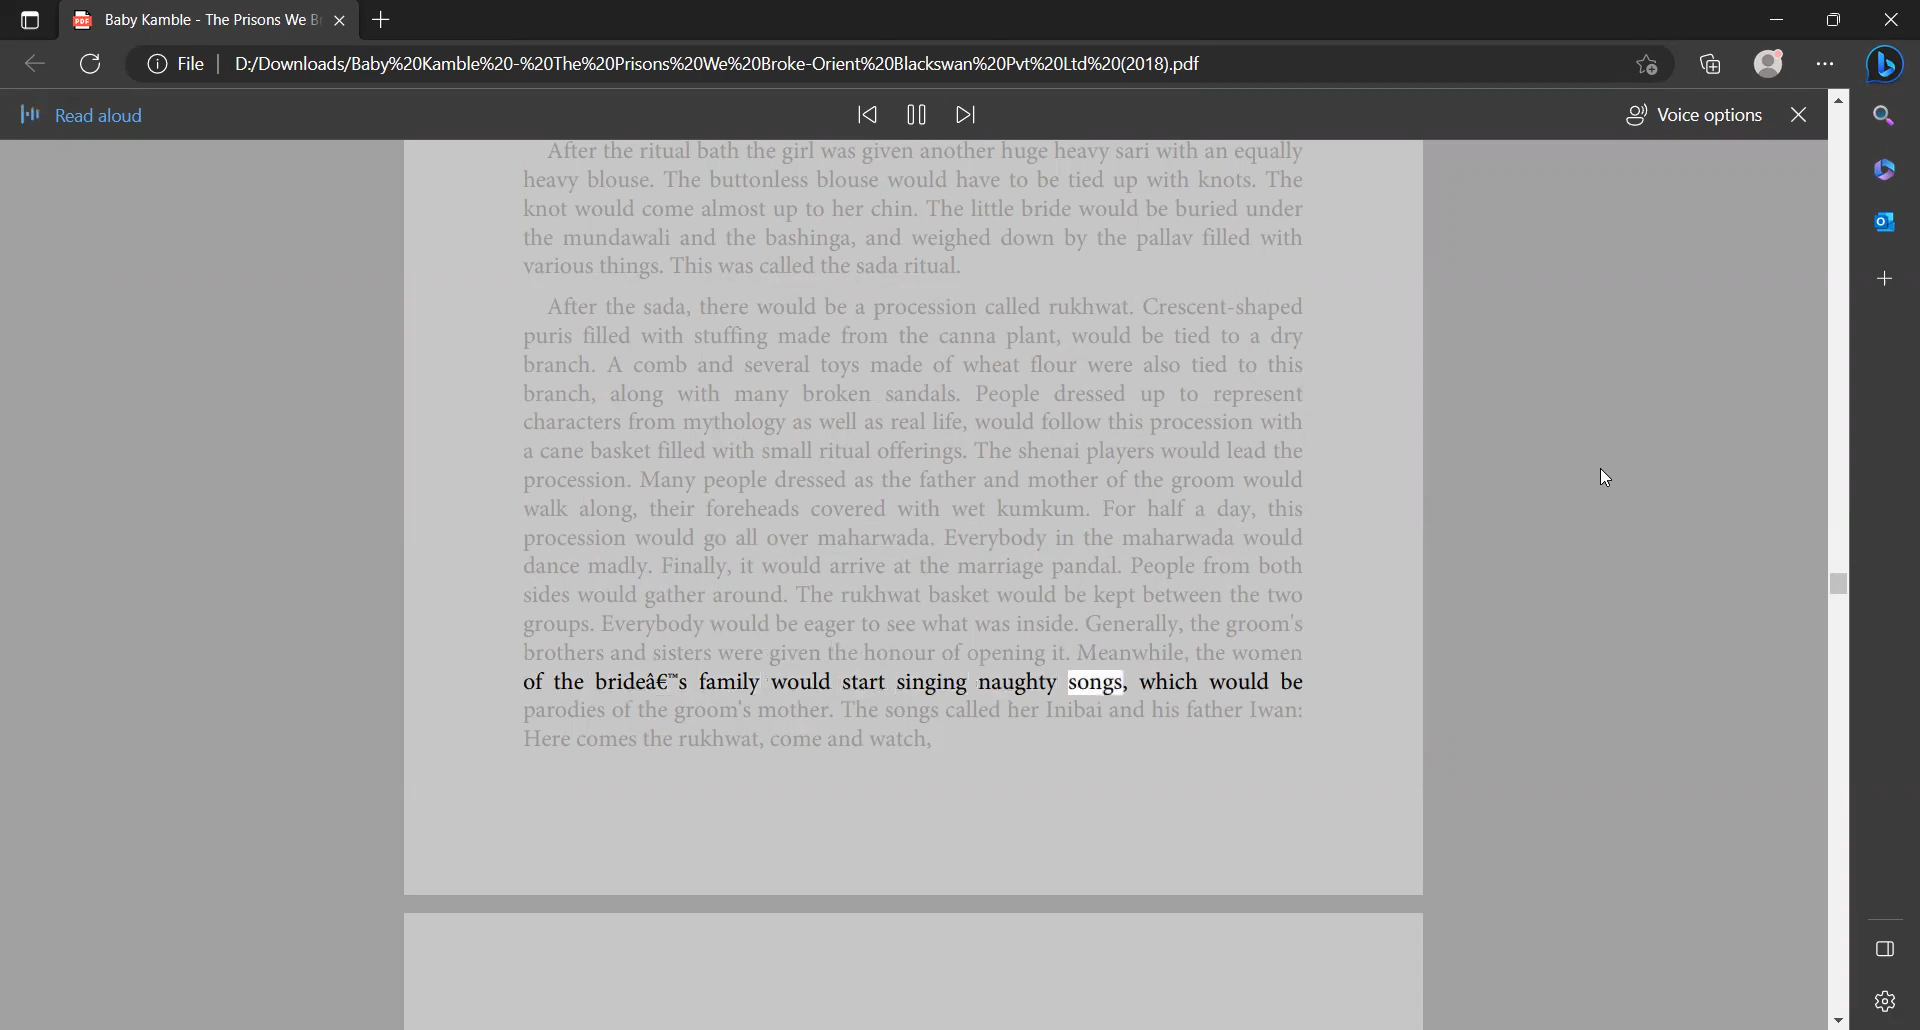 Baby Kamble - The Prisons We B
File
D:/Downloads/Baby%20Kamble%20-%20The%20Prisons%20We%20Broke-Orient%20Blackswan%20Pvt%20Ltd%20(2018).pdf
Read aloud
Voice options
After the ritual bath the girl was given another huge heavy sari with an equally
heavy blouse. The buttonless blouse would have to be tied up with knots. The
knot would come almost up to her chin. The little bride would be buried under
the mundawali and the bashinga, and weighed down by the pallav filled with
various things. This was called the sada ritual.
After the sada, there would be a procession called rukhwat. Crescent-shaped
puris filled with stuffing made from the canna plant, would be tied to a dry
branch. A comb and several toys made of wheat flour were also tied to this
branch, along with many broken sandals. People dressed up to represent
characters from mythology as well as real life, would follow this procession with
a cane basket filled with small ritual offerings. The shenai players would lead the
procession. Many people dressed as the father and mother of the groom would
walk along, their foreheads covered with wet kumkum. For half a day, this
procession would go all over maharwada. Everybody in the maharwada would
dance madly. Finally, it would arrive at the marriage pandal. People from both
sides would gather around. The rukhwat basket would be kept between the two
groups. Everybody would be eager to see what was inside. Generally, the groom's
brothers and sisters were given the honour of opening it. Meanwhile, the women
of the brideâ€™s family would start singing naughty songs, which would be
parodies of the groom's mother. The songs called her Inibai and his father Iwan:
Here comes the rukhwat, come and watch,